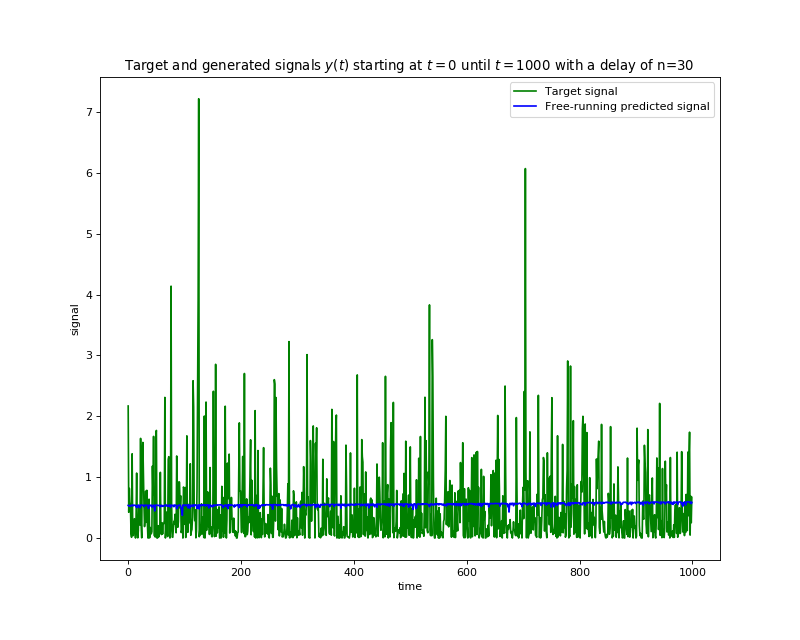 Target and generated signals y(t) starting at t = 0 until t = 1000 with a delay of n=30
Target signal
Free-running predicted signal
signal
7
6
5
4
3
2
1
0
0 200 400 600 800 1000
time